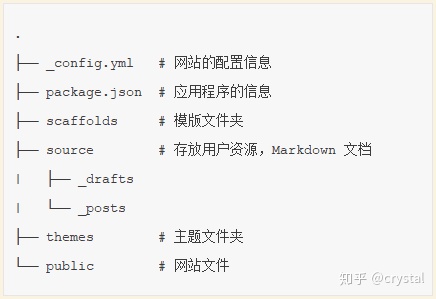 .
├── _config.yml   # 网站的配置信息
├── package.json  # 应用程序的信息
├── scaffolds     # 模版文件夹
├── source        # 存放用户资源，Markdown 文档
|   ├── _drafts
|   └── _posts
├── themes        # 主题文件夹
└── public        # 网站文件
知乎 @crystal